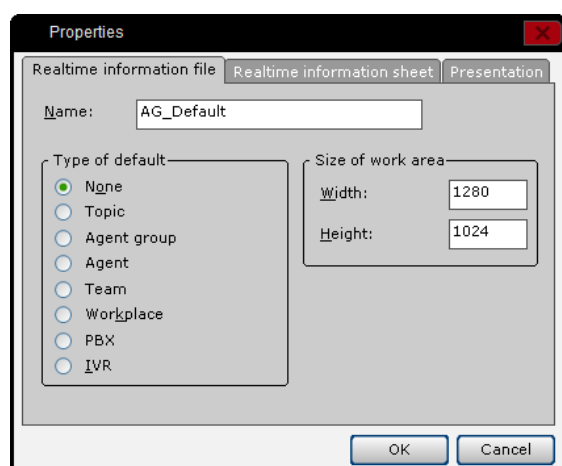 Properties
Realtime information file Realtime information sheet Presentation
Name: AG_Default
Type of default
None
Topic
Agent group
Agent
Team
Workplace
PBX
IVR
Size of work area
Width: 1280
Height: 1024
OK Cancel